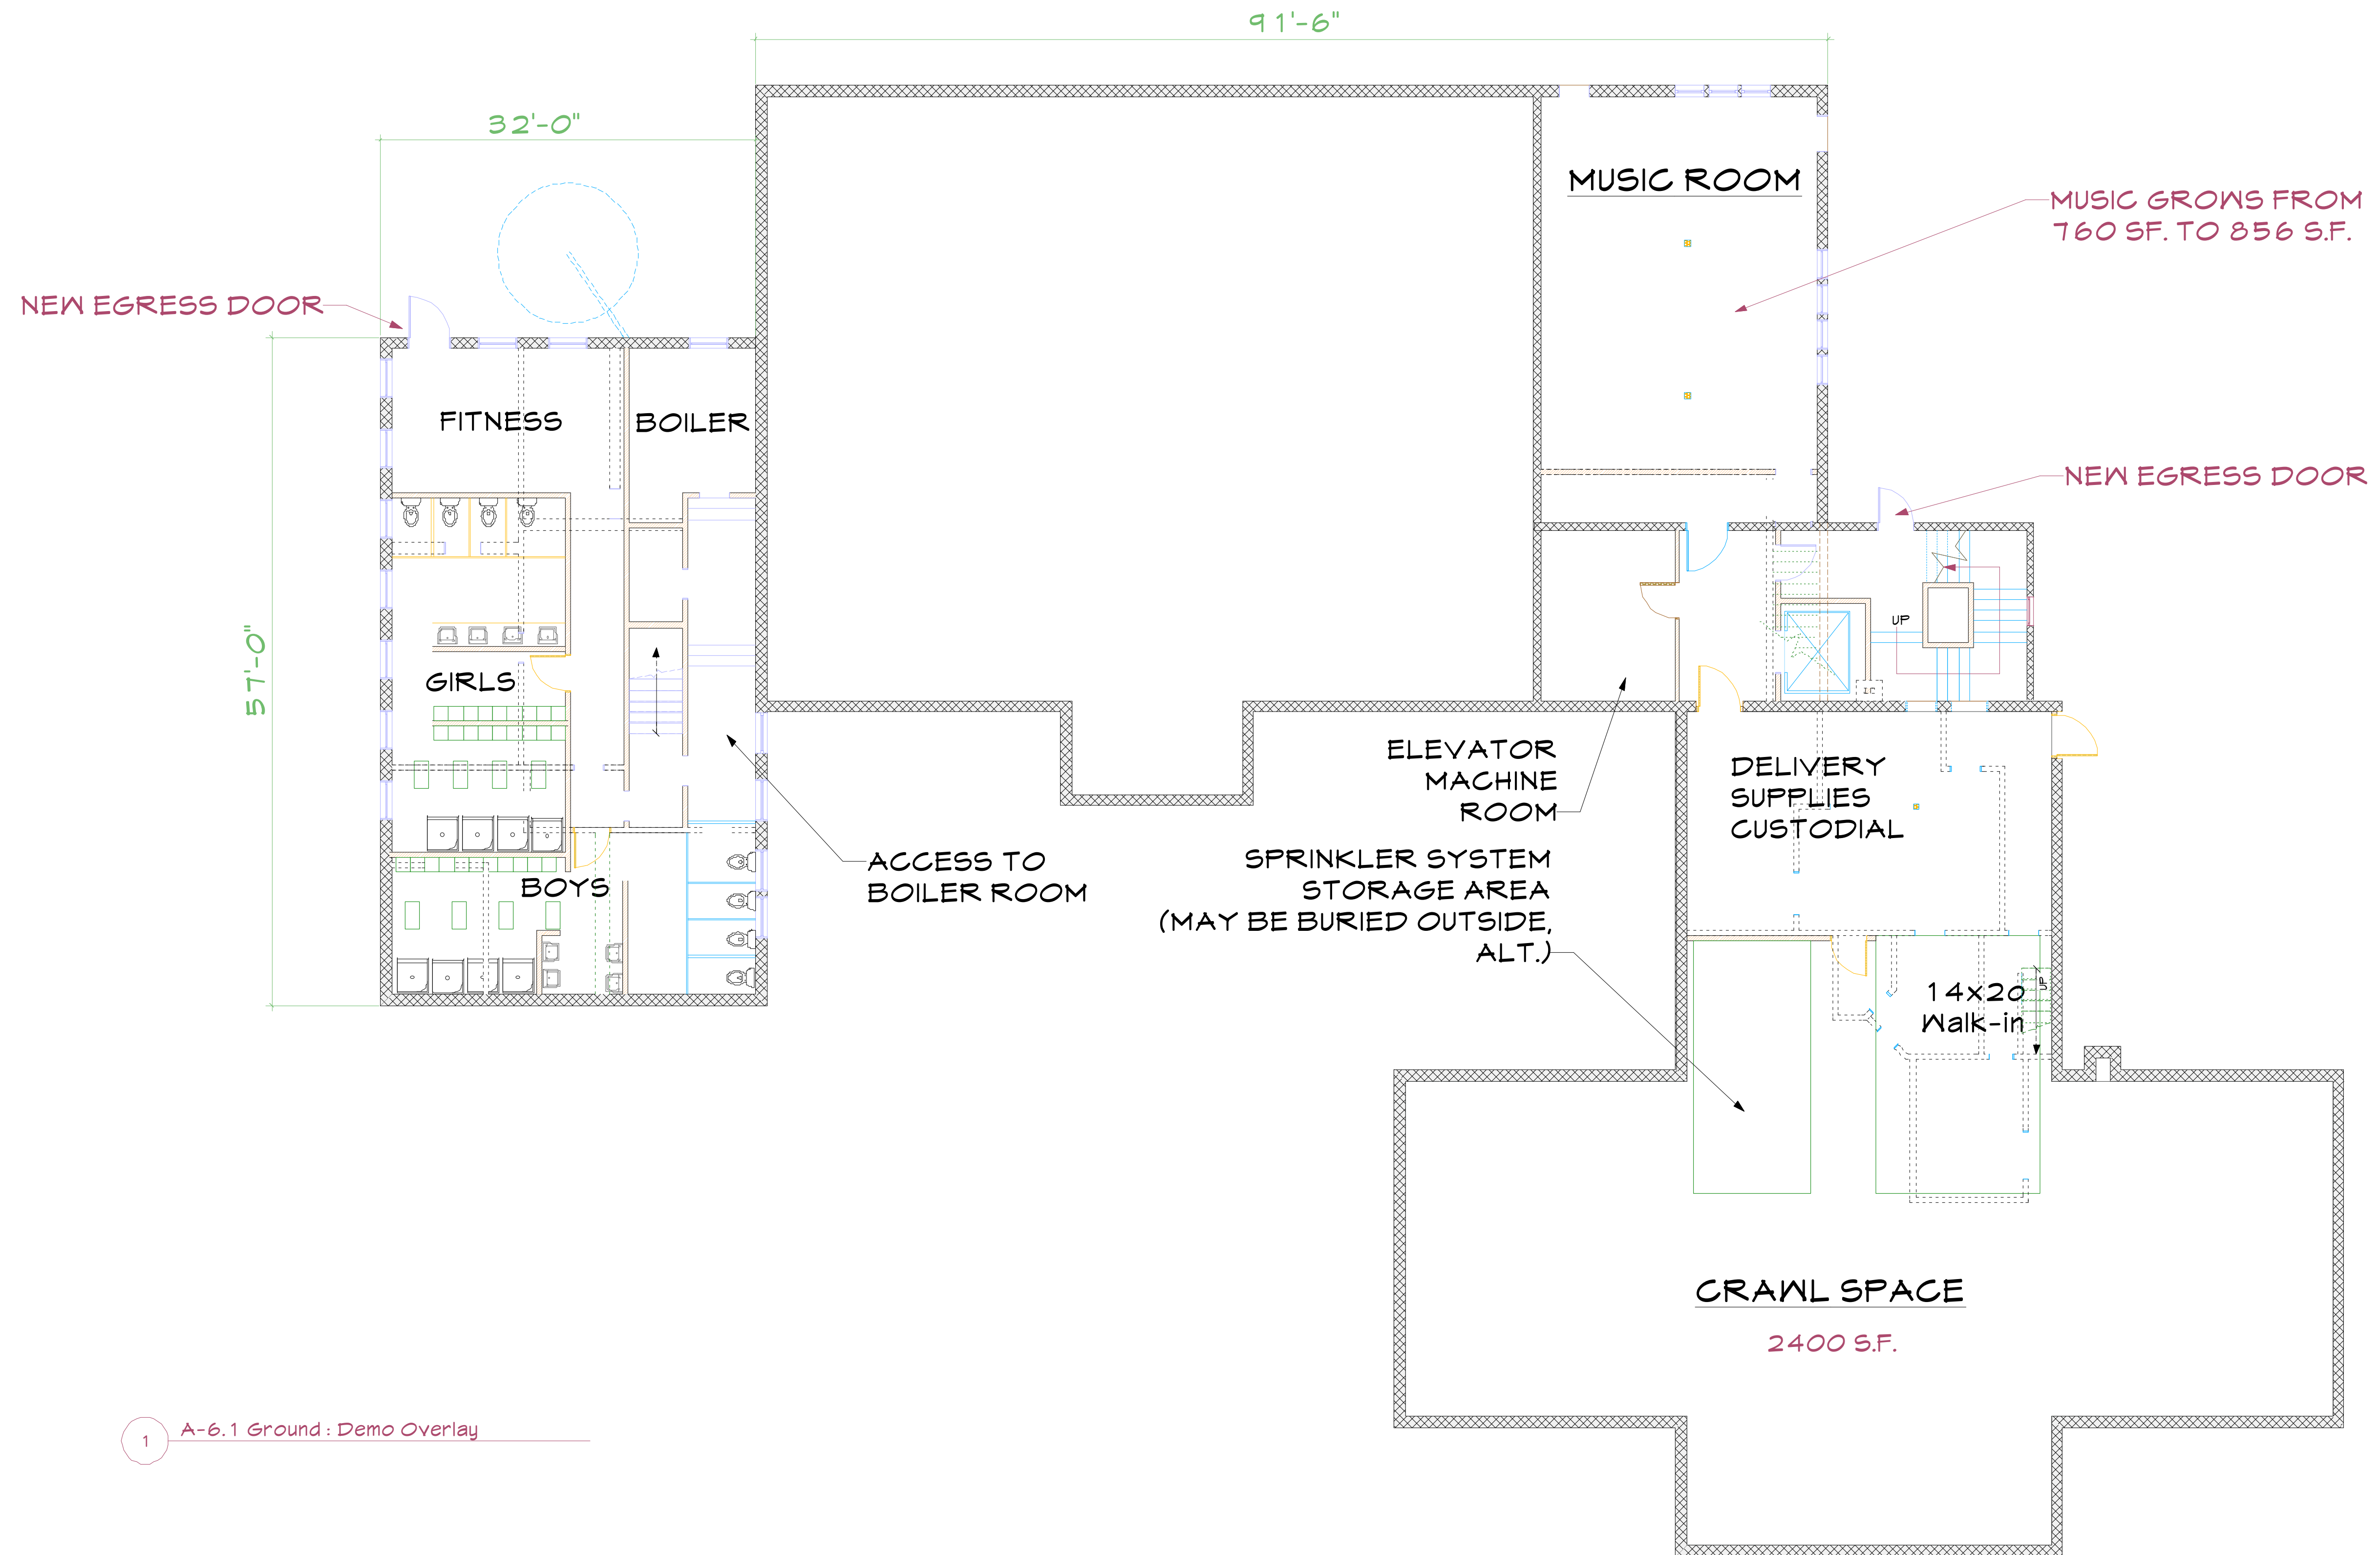 91'-6"
32'-0"
MUSIC ROOM
MUSIC GROWS FROM
760 SF. TO 856 S.F.
NEW EGRESS DOOR
FITNESS
BOILER
NEW EGRESS DOOR
57'-0"
UP
GIRLS
ELEVATOR
MACHINE
ROOM
DELIVERY
SUPPLIES
CUSTODIAL
ACCESS TO
BOILER ROOM
BOYS
SPRINKLER SYSTEM
STORAGE AREA
(MAY BE BURIED OUTSIDE,
ALT.)
14x20
Walk-in
UP
CRAWL SPACE
2400 S.F.
1
A-6.1 Ground : Demo Overlay